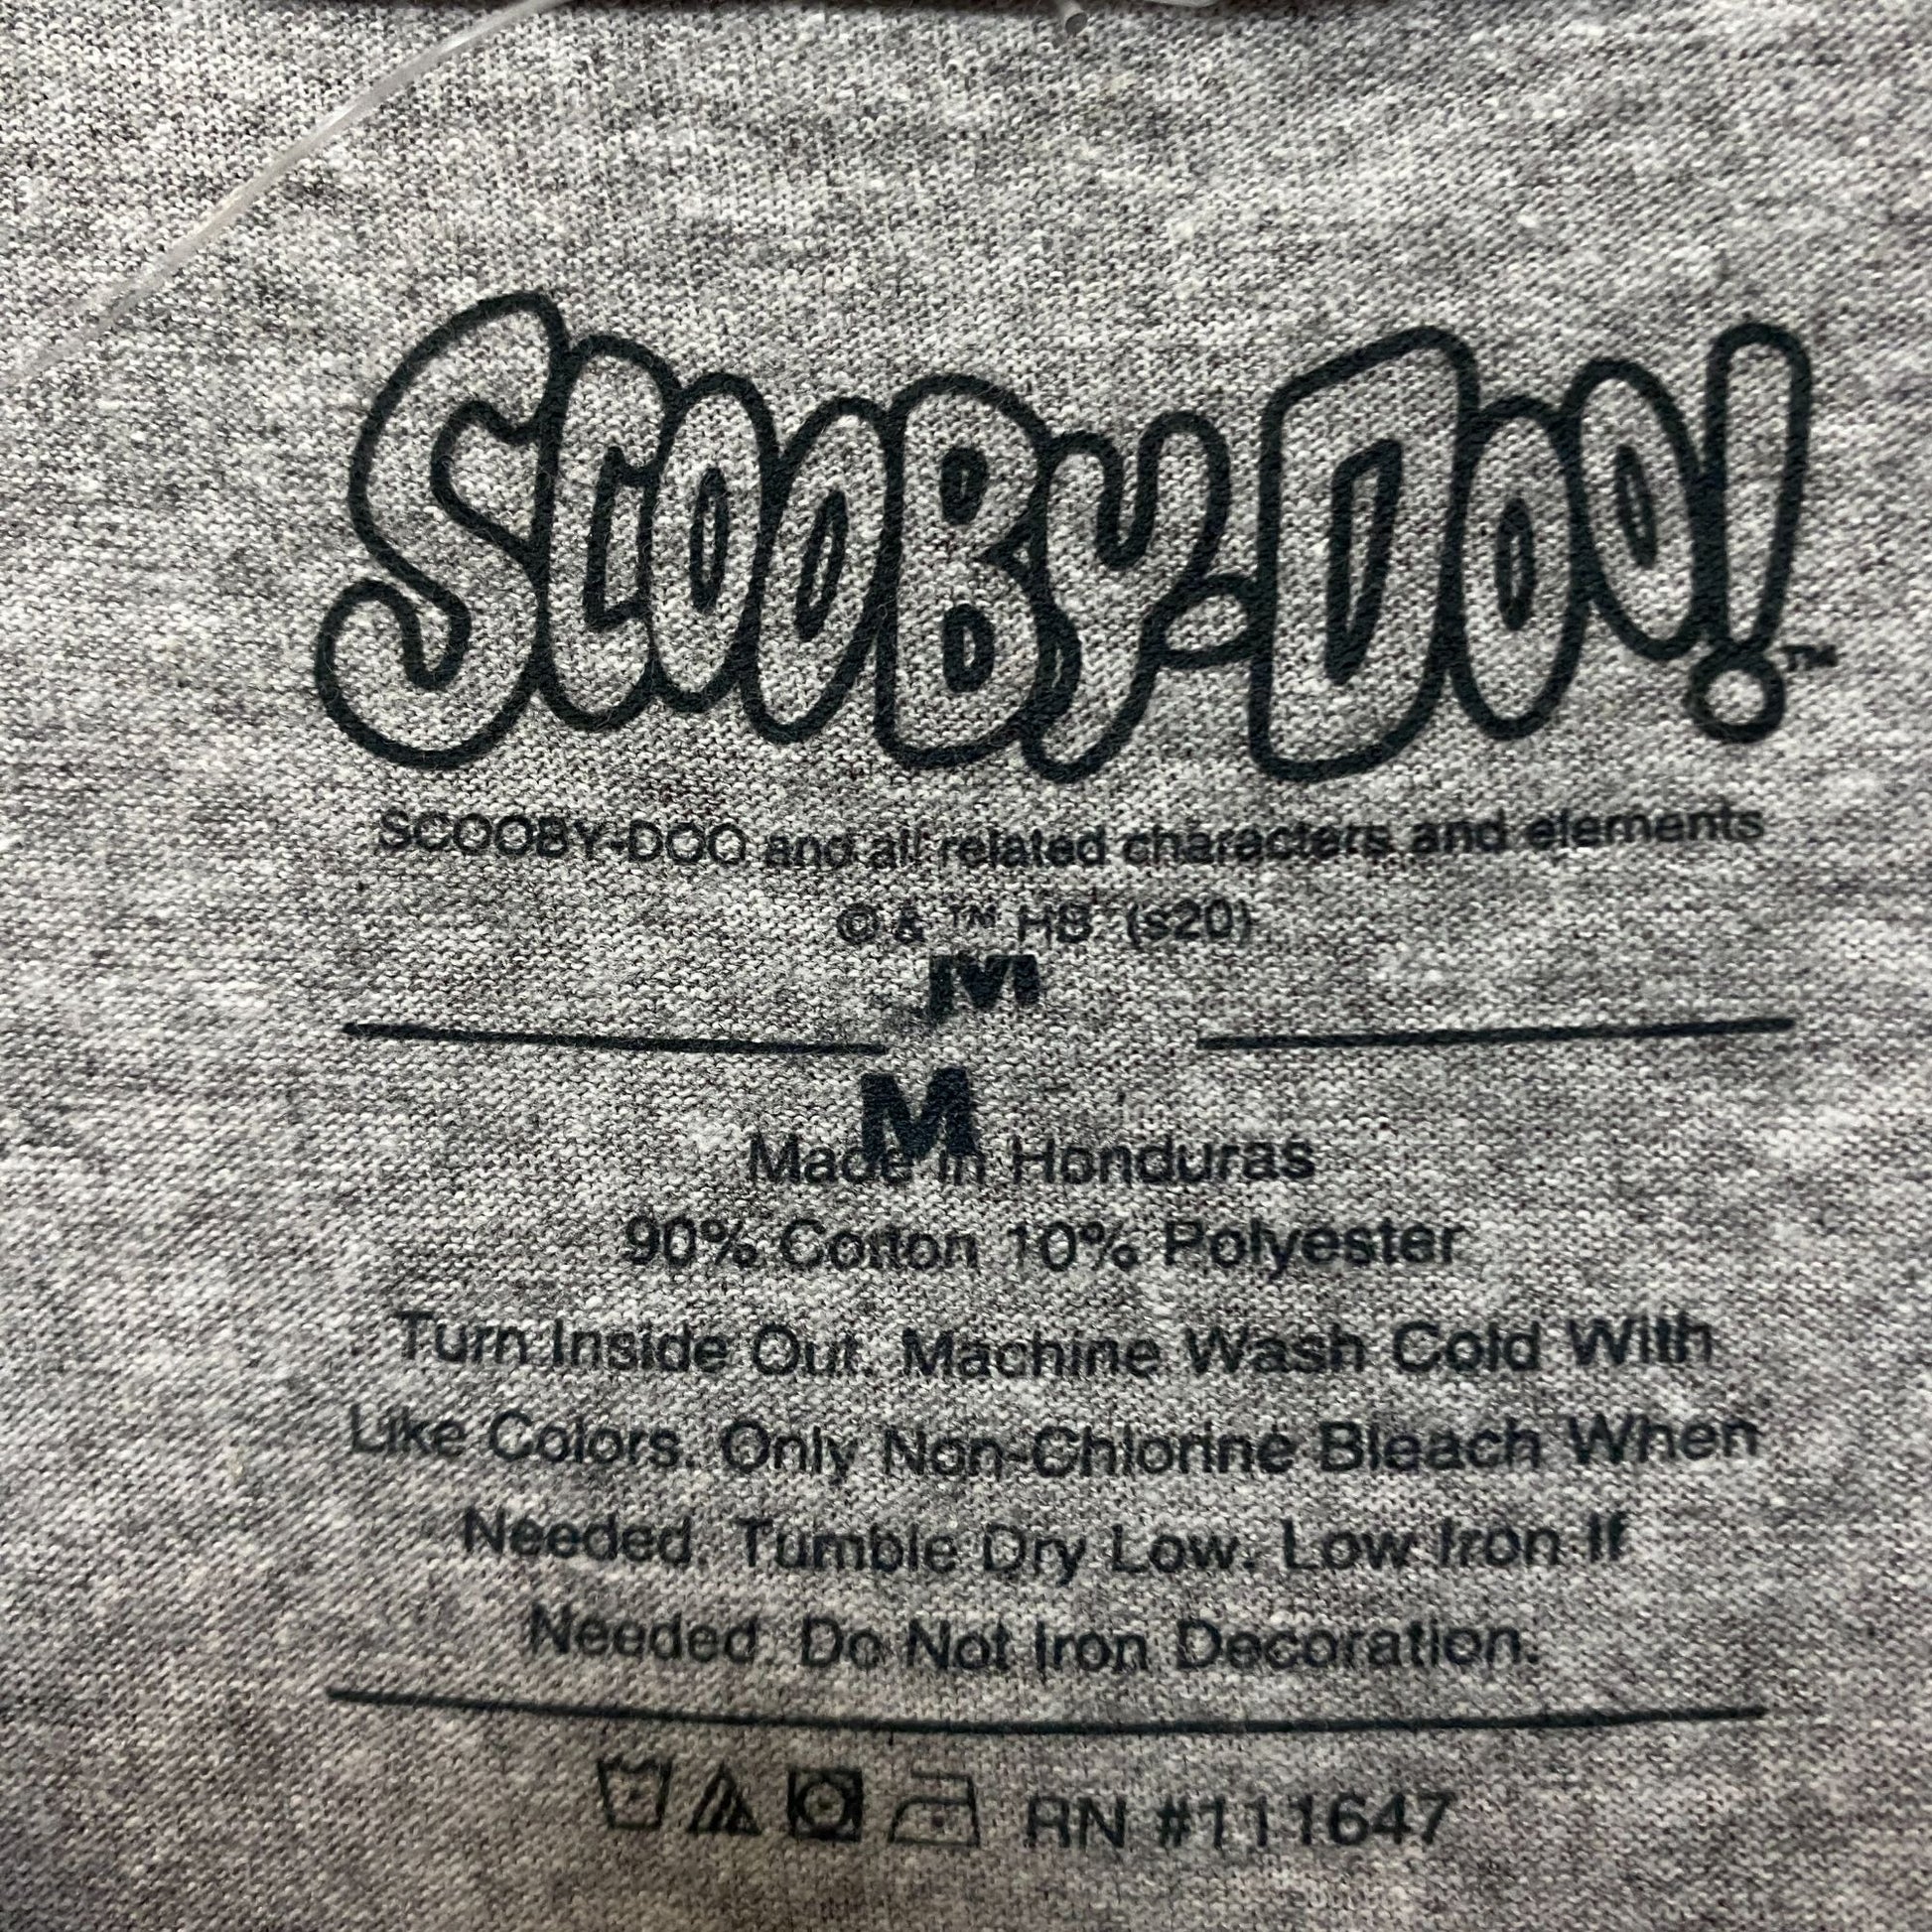 SCOOBY-DOO!™
SCOOBY-DOO and all related characters and elements
© & ™ HB (s20)
M
M
Made in Honduras
90% Cotton 10% Polyester
Turn Inside Out. Machine Wash Cold With
Like Colors. Only Non-Chlorine Bleach When
Needed. Tumble Dry Low. Low Iron If
Needed. Do Not Iron Decoration.
RN #111647